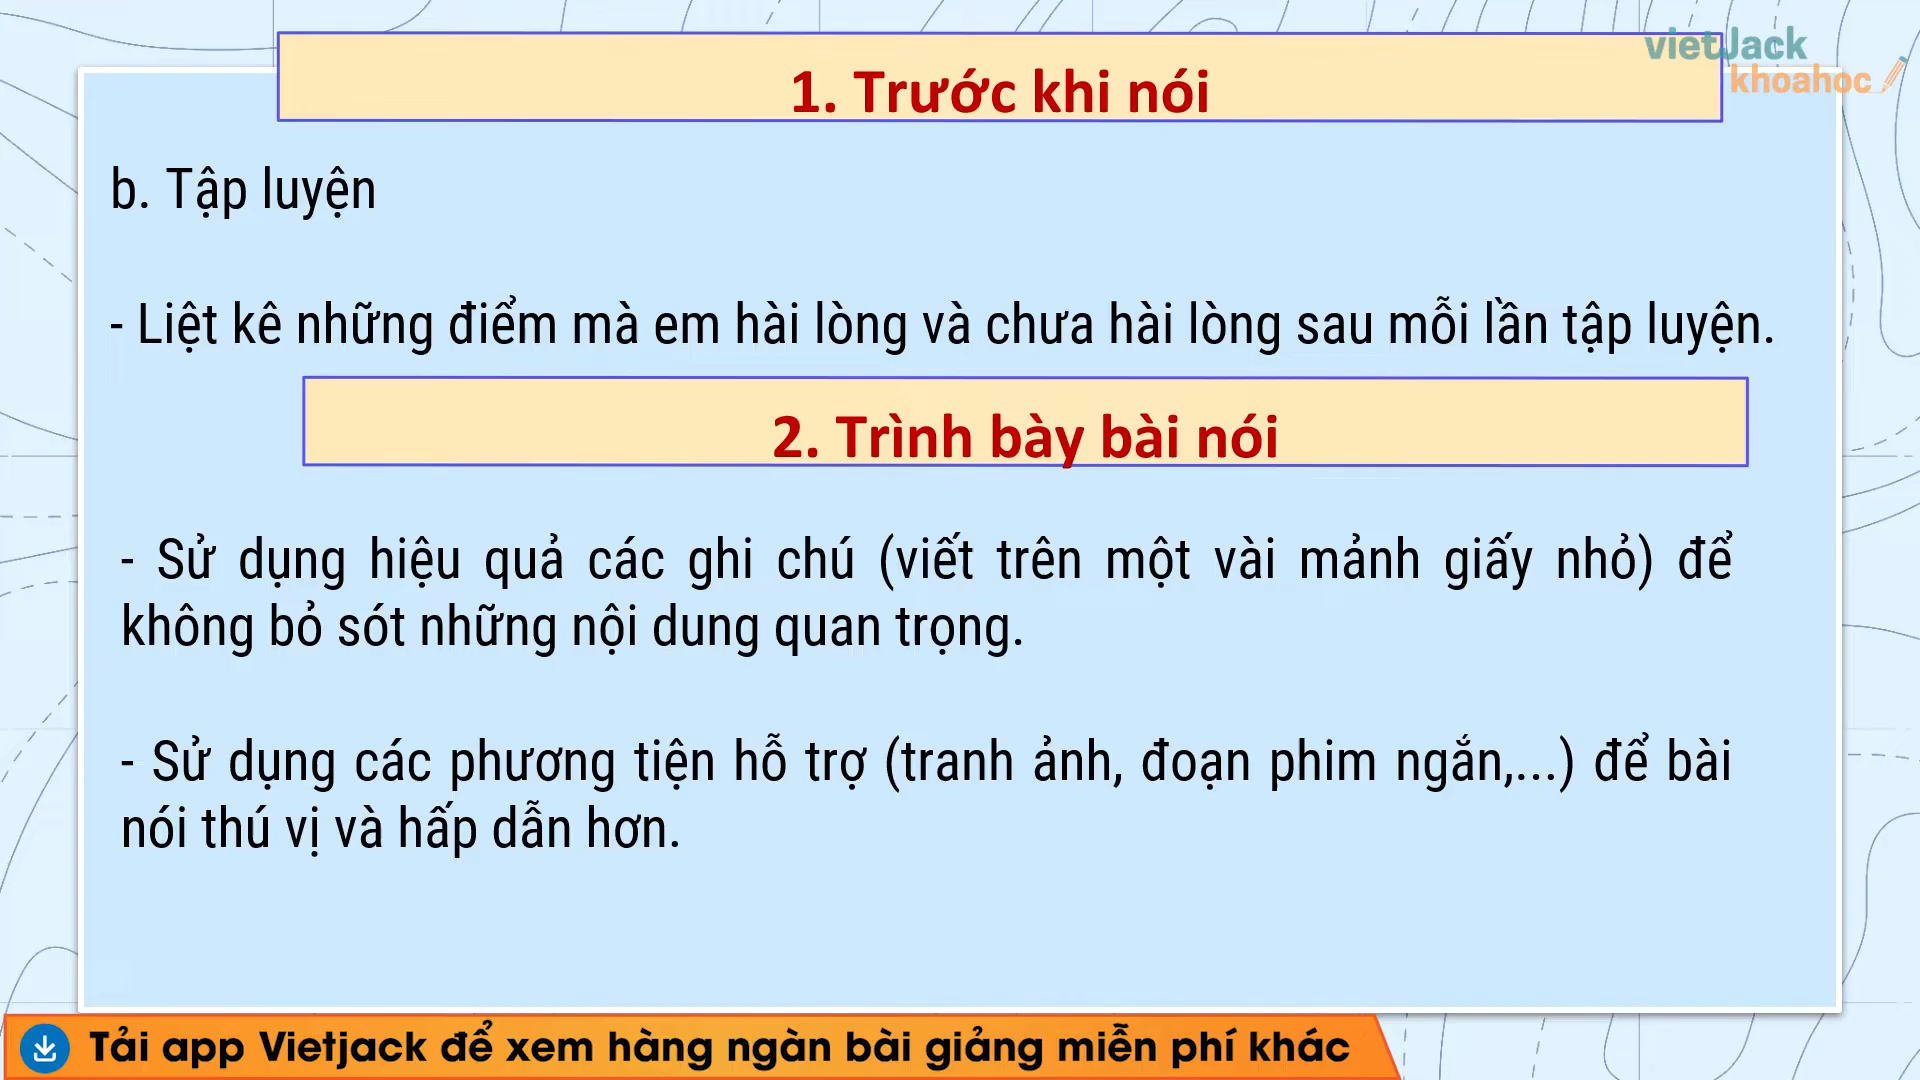 vietJack
khoahoc
1. Trước khi nói
b. Tập luyện
- Liệt kê những điểm mà em hài lòng và chưa hài lòng sau mỗi lần tập luyện.
2. Trình bày bài nói
- Sử dụng hiệu quả các ghi chú (viết trên một vài mảnh giấy nhỏ) để
không bỏ sót những nội dung quan trọng.
- Sử dụng các phương tiện hỗ trợ (tranh ảnh, đoạn phim ngắn,...) để bài
nói thú vị và hấp dẫn hơn.
Tải app Vietjack để xem hàng ngàn bài giảng miễn phí khác